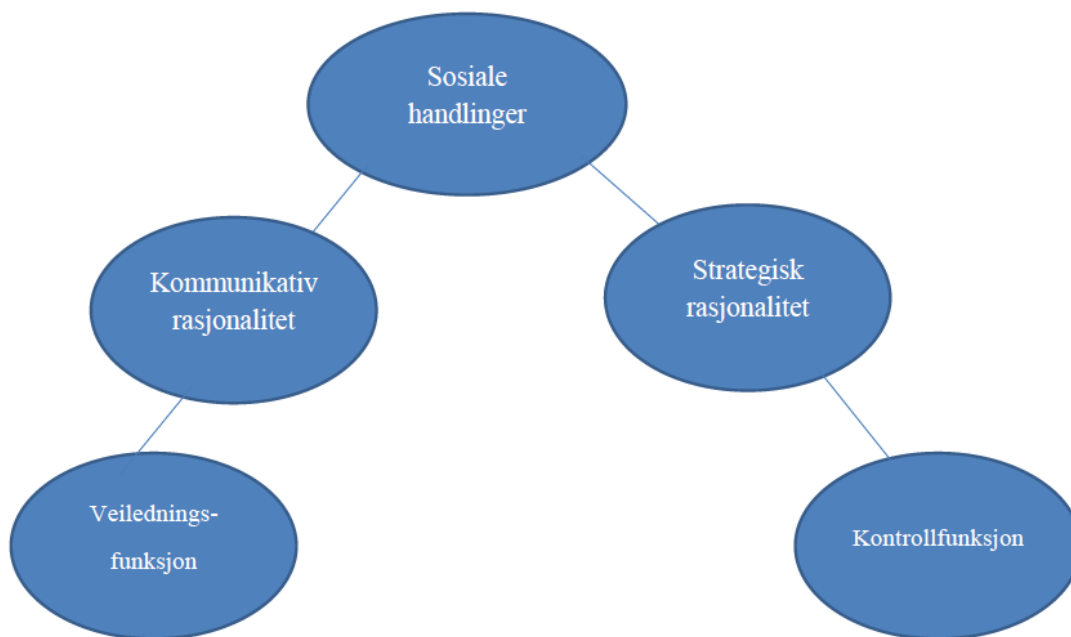 Sosiale
handlinger
Kommunikativ
rasjonalitet
Strategisk
rasjonalitet
Veilednings-
funksjon
Kontrollfunksjon